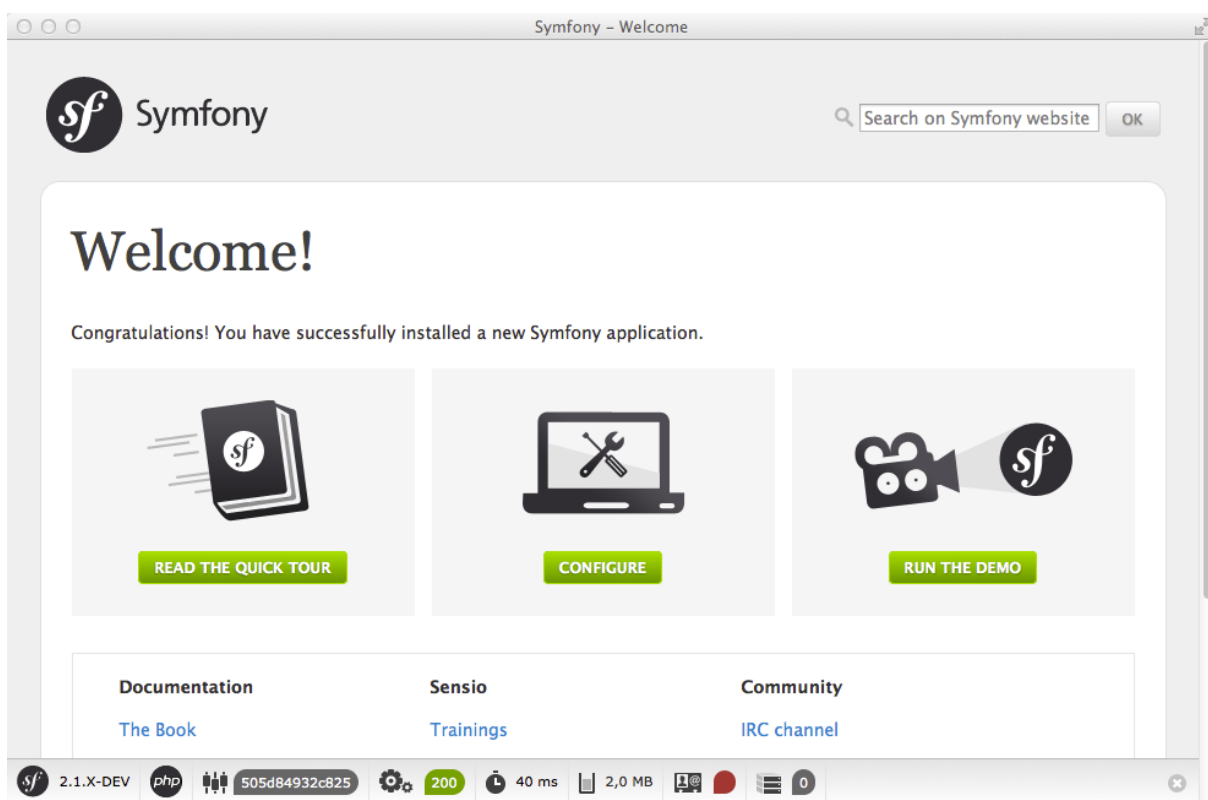 Symfony – Welcome
sf Symfony
Search on Symfony website OK
Welcome!
Congratulations! You have successfully installed a new Symfony application.
sf
sf
READ THE QUICK TOUR CONFIGURE RUN THE DEMO
Documentation Sensio Community
The Book Trainings IRC channel
sf 2.1.X-DEV php 505d84932c825 200 40 ms 2,0 MB @ 0